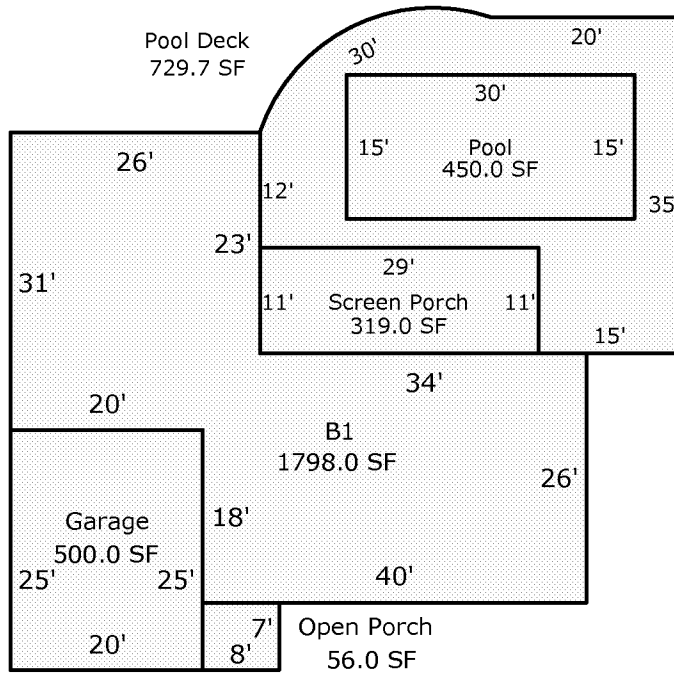 Pool Deck
729.7 SF
30'
20'
30'
15'
Pool
450.0 SF
15'
26'
12'
35
23'
31'
29'
11'
Screen Porch
319.0 SF
11'
15'
34'
20'
B1
1798.0 SF
26'
18'
Garage
500.0 SF
25'
25'
40'
20'
7'
8'
Open Porch
56.0 SF